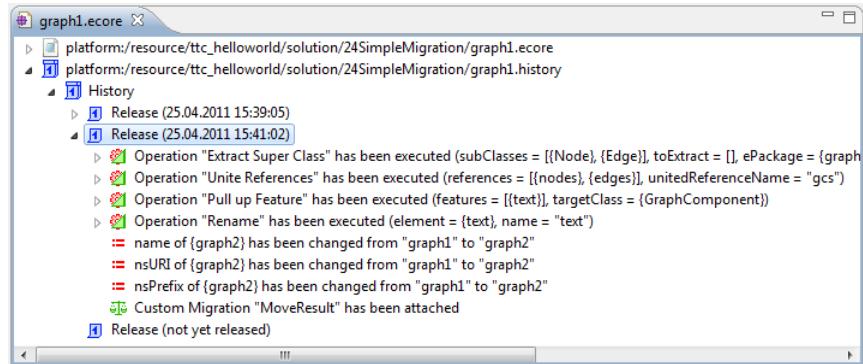 graph1.ecore
platform:/resource/ttc_helloworld/solution/24SimpleMigration/graph1.ecore
platform:/resource/ttc_helloworld/solution/24SimpleMigration/graph1.history
History
Release (25.04.2011 15:39:05)
Release (25.04.2011 15:41:02)
Operation "Extract Super Class" has been executed (subClasses = [{Node}, {Edge}], toExtract = [], ePackage = {graph
Operation "Unite References" has been executed (references = [{nodes}, {edges}], unitedReferenceName = "gcs")
Operation "Pull up Feature" has been executed (features = [{text}], targetClass = {GraphComponent})
Operation "Rename" has been executed (element = {text}, name = "text")
name of {graph2} has been changed from "graph1" to "graph2"
nsURI of {graph2} has been changed from "graph1" to "graph2"
nsPrefix of {graph2} has been changed from "graph1" to "graph2"
Custom Migration "MoveResult" has been attached
Release (not yet released)